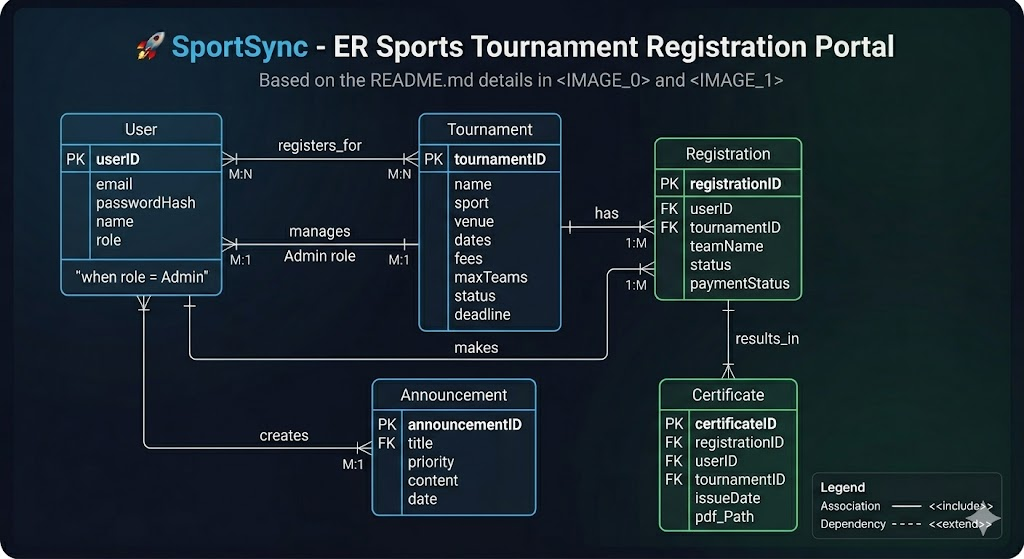 🚀 SportSync - ER Sports Tournanment Registration Portal
Based on the README.md details in <IMAGE_0> and <IMAGE_1>
User
PK userID
email
passwordHash
name
role
"when role = Admin"
registers_for
M:N
M:N
manages
Admin role
M:1
M:1
Tournament
PK tournamentID
name
sport
venue
dates
fees
maxTeams
status
deadline
has
1:M
1:M
makes
Registration
PK registrationID
FK userID
FK tournamentID
teamName
status
paymentStatus
results_in
creates
M:1
Announcement
PK announcementID
FK title
priority
content
date
Certificate
PK certificateID
FK registrationID
FK userID
FK tournamentID
issueDate
pdf_Path
Legend
Association <<include>>
Dependency <<extend>>